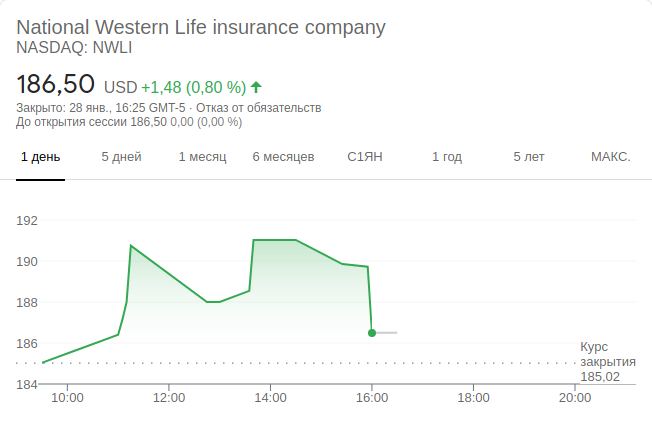 National Western Life insurance company
NASDAQ: NWLI
186,50 USD +1,48 (0,80 %)
Закрыто: 28 янв., 16:25 GMT-5 · Отказ от обязательств
До открытия сессии 186,50 0,00 (0,00 %)
1 день 5 дней 1 месяц 6 месяцев С1ЯН 1 год 5 лет МАКС.
192
190
188
186
Курс
закрытия
185,02
184
10:00 12:00 14:00 16:00 18:00 20:00